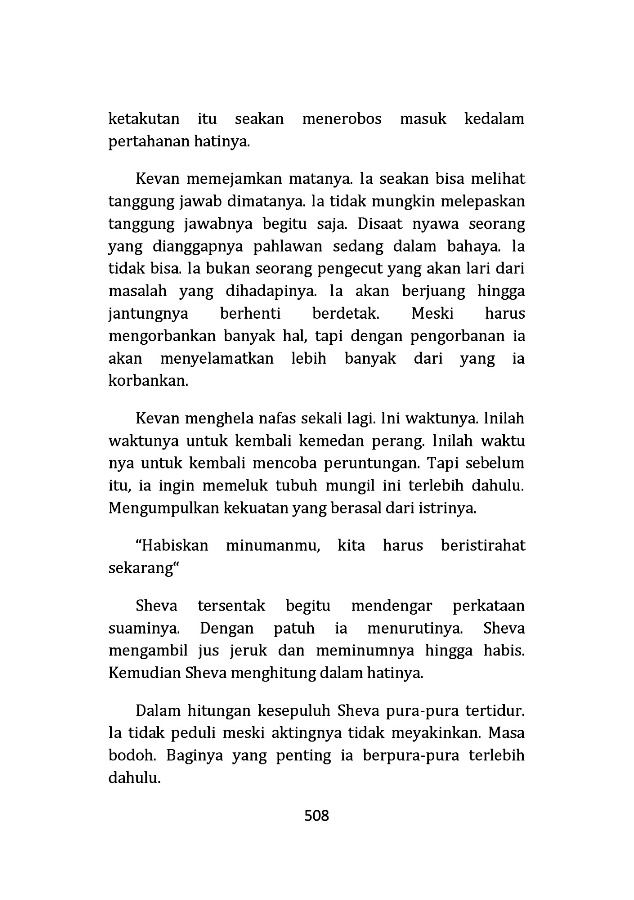 ketakutan itu seakan menerobos masuk kedalam
pertahanan hatinya.
Kevan memejamkan matanya. Ia seakan bisa melihat
tanggung jawab dimatanya. Ia tidak mungkin melepaskan
tanggung jawabnya begitu saja. Disaat nyawa seorang
yang dianggapnya pahlawan sedang dalam bahaya. Ia
tidak bisa. Ia bukan seorang pengecut yang akan lari dari
masalah yang dihadapinya. Ia akan berjuang hingga
jantungnya berhenti berdetak. Meski harus
mengorbankan banyak hal, tapi dengan pengorbanan ia
akan menyelamatkan lebih banyak dari yang ia
korbankan.
Kevan menghela nafas sekali lagi. Ini waktunya. Inilah
waktunya untuk kembali kemedan perang. Inilah waktu
nya untuk kembali mencoba peruntungan. Tapi sebelum
itu, ia ingin memeluk tubuh mungil ini terlebih dahulu.
Mengumpulkan kekuatan yang berasal dari istrinya.
“Habiskan minumanmu, kita harus beristirahat
sekarang“
Sheva tersentak begitu mendengar perkataan
suaminya. Dengan patuh ia menurutinya. Sheva
mengambil jus jeruk dan meminumnya hingga habis.
Kemudian Sheva menghitung dalam hatinya.
Dalam hitungan kesepuluh Sheva pura-pura tertidur.
Ia tidak peduli meski aktingnya tidak meyakinkan. Masa
bodoh. Baginya yang penting ia berpura-pura terlebih
dahulu.
508